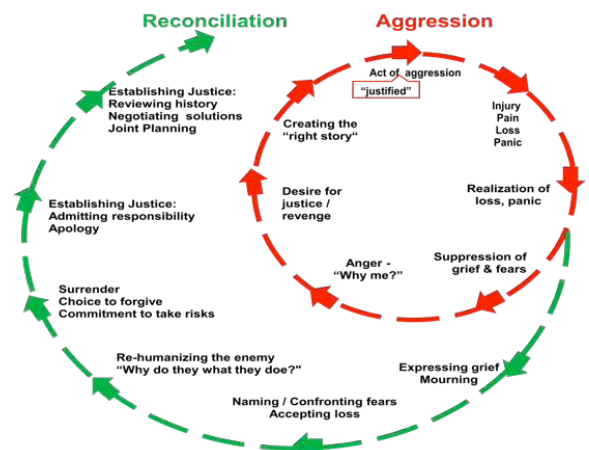 Reconciliation
Aggression
Act of aggression
"justified"
Injury
Pain
Loss
Panic
Realization of
loss, panic
Suppression of
grief & fears
Anger -
"Why me?"
Desire for
justice /
revenge
Creating the
"right story"
Expressing grief
Mourning
Naming / Confronting fears
Accepting loss
Re-humanizing the enemy
"Why do they what they doe?"
Surrender
Choice to forgive
Commitment to take risks
Establishing Justice:
Admitting responsibility
Apology
Establishing Justice:
Reviewing history
Negotiating solutions
Joint Planning